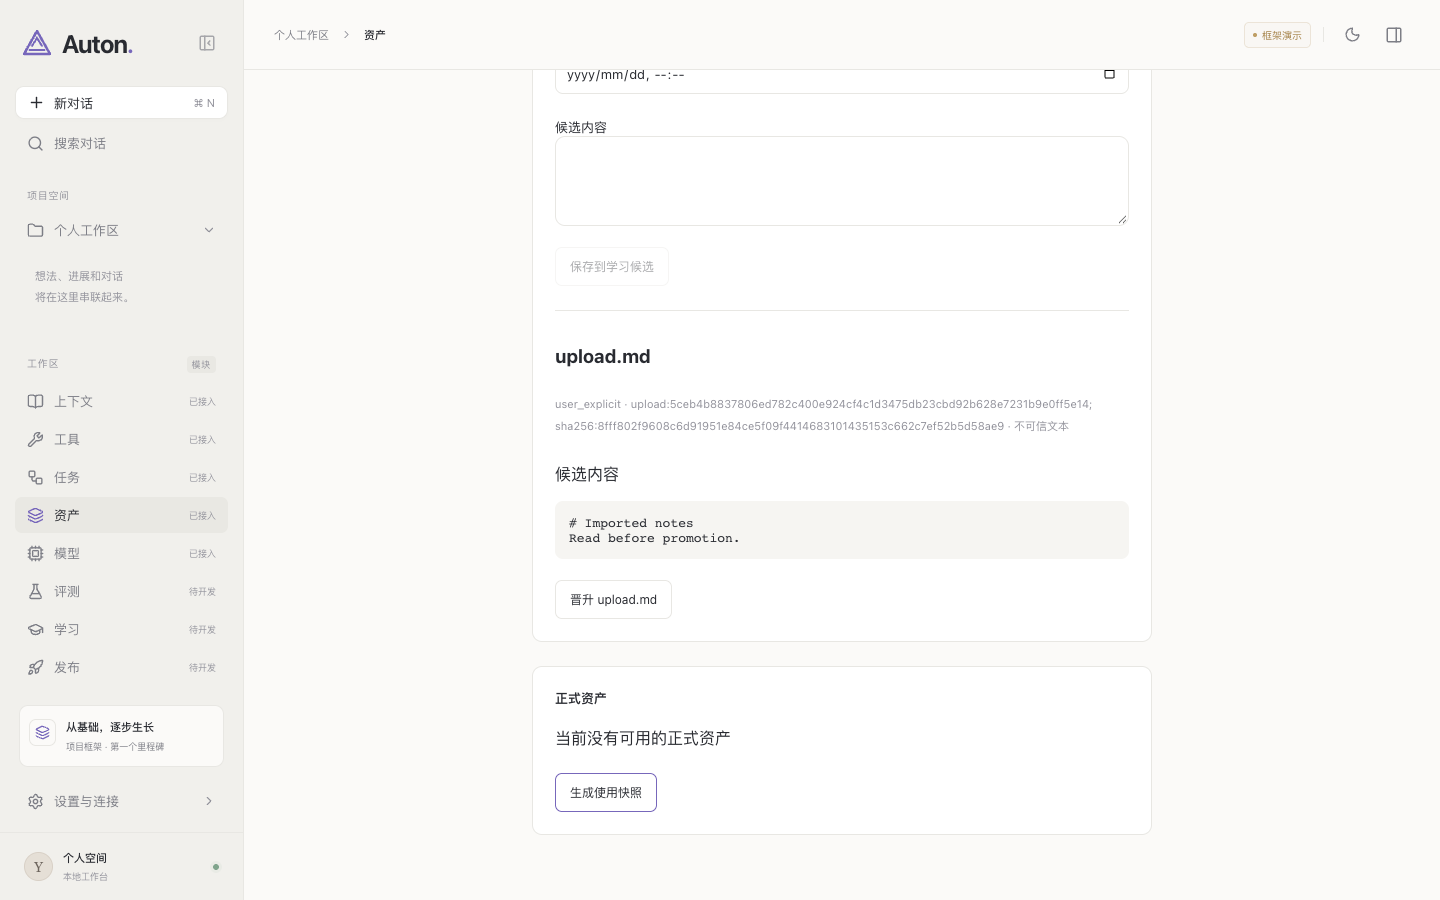 Auton.
新对话
⌘ N
搜索对话
项目空间
个人工作区
想法、进展和对话
将在这里串联起来。
工作区
模块
上下文
已接入
工具
已接入
任务
已接入
资产
已接入
模型
已接入
评测
待开发
学习
待开发
发布
待开发
从基础，逐步生长
项目框架 · 第一个里程碑
设置与连接
Y
个人空间
本地工作台
个人工作区
资产
框架演示
yyyy/mm/dd, --:--
候选内容
保存到学习候选
upload.md
user_explicit · upload:5ceb4b8837806ed782c400e924cf4c1d3475db23cbd92b628e7231b9e0ff5e14;
sha256:8fff802f9608c6d91951e84ce5f09f4414683101435153c662c7ef52b5d58ae9 · 不可信文本
候选内容
# Imported notes
Read before promotion.
晋升 upload.md
正式资产
当前没有可用的正式资产
生成使用快照